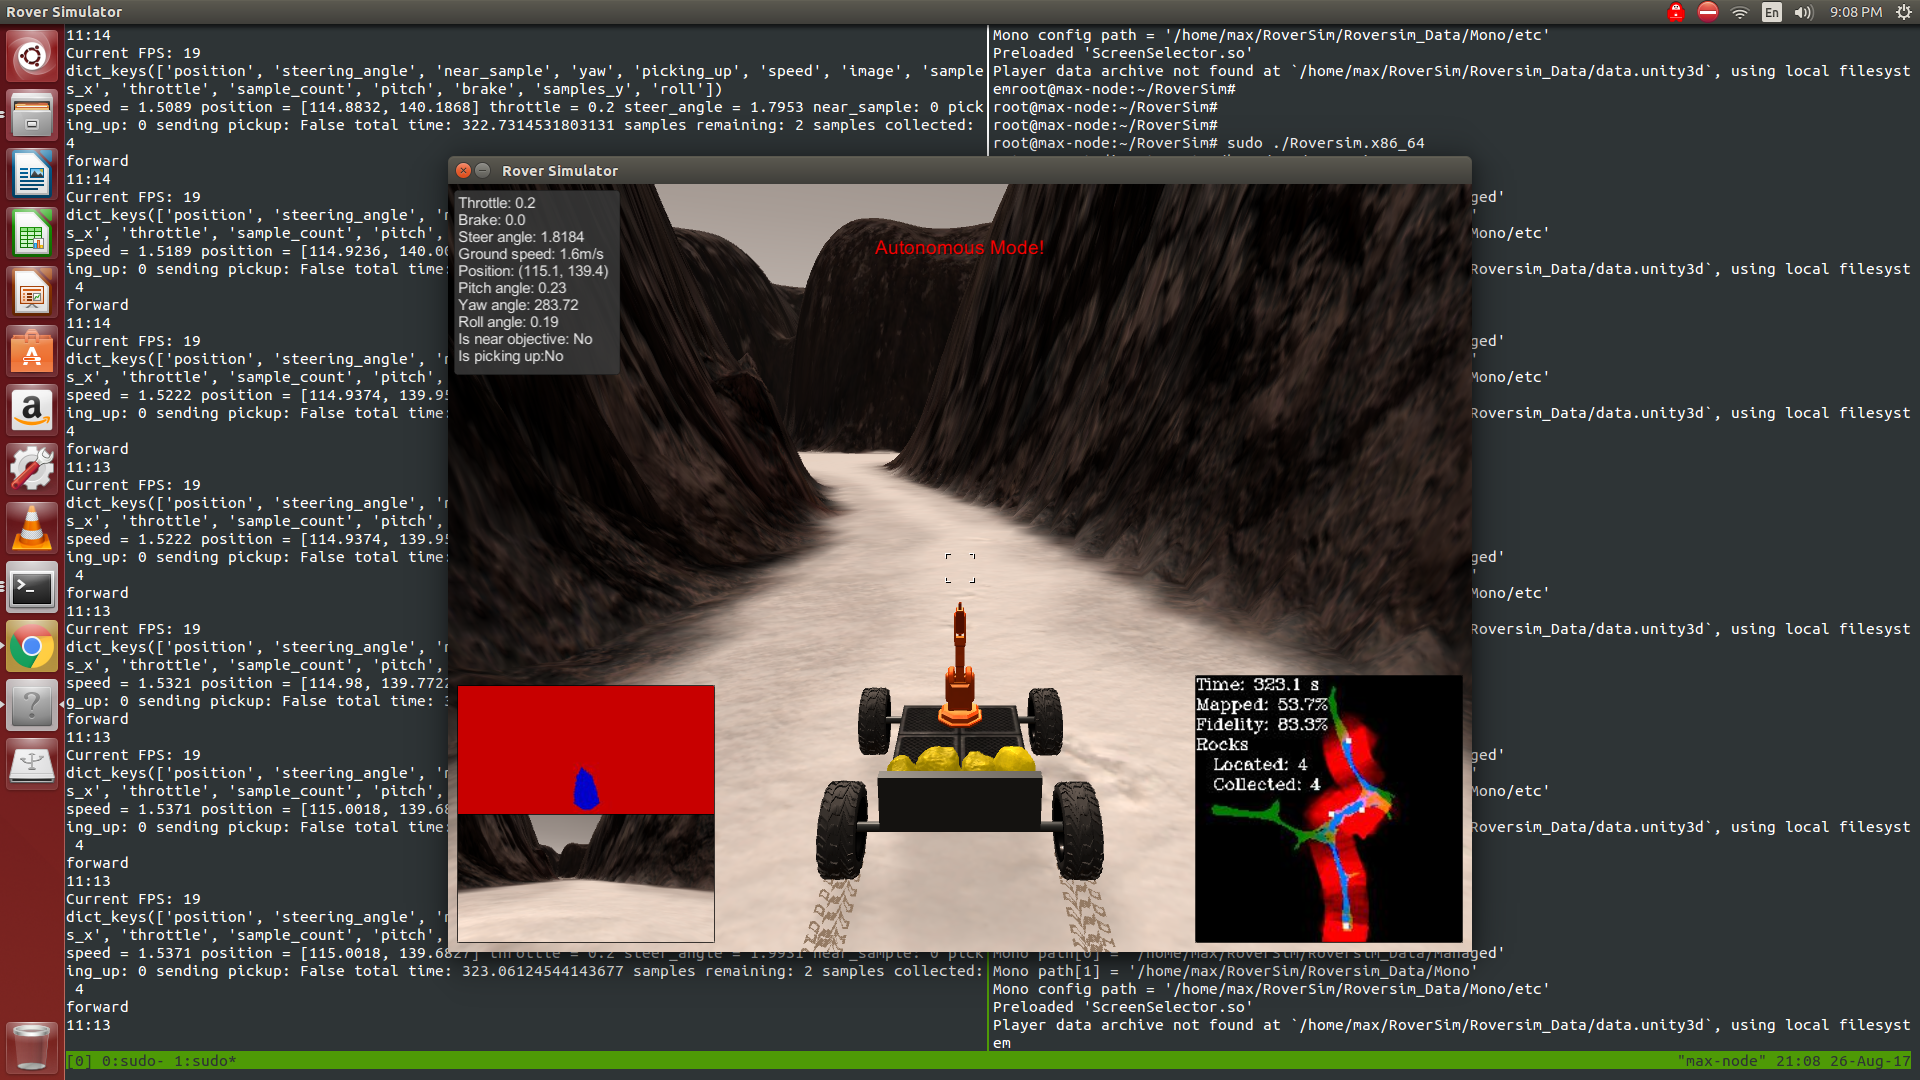 Rover Simulator
En
9:08 PM
11:14
Current FPS: 19
dict_keys(['position', 'steering_angle', 'near_sample', 'yaw', 'picking_up', 'speed', 'image', 'sample
s_x', 'throttle', 'sample_count', 'pitch', 'brake', 'samples_y', 'roll'])
speed = 1.5089 position = [114.8832, 140.1868] throttle = 0.2 steer_angle = 1.7953 near_sample: 0 pick
ing_up: 0 sending pickup: False total time: 322.7314531803131 samples remaining: 2 samples collected:
4
forward
11:14
Current FPS: 19
dict_keys(['position', 'steering_angle',
s_x', 'throttle', 'sample_count', 'pitch',
speed = 1.5189 position = [114.9236, 140.0
ing_up: 0 sending pickup: False total time:
4
forward
11:14
Current FPS: 19
dict_keys(['position', 'steering_angle',
s_x', 'throttle', 'sample_count', 'pitch',
speed = 1.5222 position = [114.9374, 139.9
ing_up: 0 sending pickup: False total time:
4
forward
11:13
Current FPS: 19
dict_keys(['position', 'steering_angle',
s_x', 'throttle', 'sample_count', 'pitch',
speed = 1.5222 position = [114.9374, 139.9
ing_up: 0 sending pickup: False total time:
4
forward
11:13
Current FPS: 19
dict_keys(['position', 'steering_angle',
s_x', 'throttle', 'sample_count', 'pitch',
speed = 1.5321 position = [114.98, 139.7722
g_up: 0 sending pickup: False total time:
forward
11:13
Current FPS: 19
dict_keys(['position', 'steering_angle',
s_x', 'throttle', 'sample_count', 'pitch',
speed = 1.5371 position = [115.0018, 139.6
ing_up: 0 sending pickup: False total time:
4
forward
11:13
Current FPS: 19
dict_keys(['position', 'steering_angle',
s_x', 'throttle', 'sample_count', 'pitch',
speed = 1.5371 position = [115.0018, 139.6827] throttle = 0.2 steer_angle = 1.9931 near_sample: 0 pick
ing_up: 0 sending pickup: False total time: 323.06124544143677 samples remaining: 2 samples collected:
4
forward
11:13
Mono config path = '/home/max/RoverSim/Roversim_Data/Mono/etc'
Preloaded 'ScreenSelector.so'
Player data archive not found at `/home/max/RoverSim/Roversim_Data/data.unity3d`, using local filesyst
emroot@max-node:~/RoverSim#
root@max-node:~/RoverSim#
root@max-node:~/RoverSim#
root@max-node:~/RoverSim# sudo ./Roversim.x86_64
ged'
'
Mono/etc'
Roversim_Data/data.unity3d`, using local filesyst
ged'
'
Mono/etc'
Roversim_Data/data.unity3d`, using local filesyst
ged'
'
Mono/etc'
Roversim_Data/data.unity3d`, using local filesyst
ged'
'
Mono/etc'
Roversim_Data/data.unity3d`, using local filesyst
Mono path[0] = '/home/max/RoverSim/Roversim_Data/Managed'
Mono path[1] = '/home/max/RoverSim/Roversim_Data/Mono'
Mono config path = '/home/max/RoverSim/Roversim_Data/Mono/etc'
Preloaded 'ScreenSelector.so'
Player data archive not found at `/home/max/RoverSim/Roversim_Data/data.unity3d`, using local filesyst
em
Rover Simulator
Throttle: 0.2
Brake: 0.0
Steer angle: 1.8184
Ground speed: 1.6m/s
Position: (115.1, 139.4)
Pitch angle: 0.23
Yaw angle: 283.72
Roll angle: 0.19
Is near objective: No
Is picking up:No
Autonomous Mode!
Time: 323.1 s
Mapped: 53.7%
Fidelity: 83.3%
Rocks
Located: 4
Collected: 4
[0] 0:sudo- 1:sudo*
"max-node" 21:08 26-Aug-17